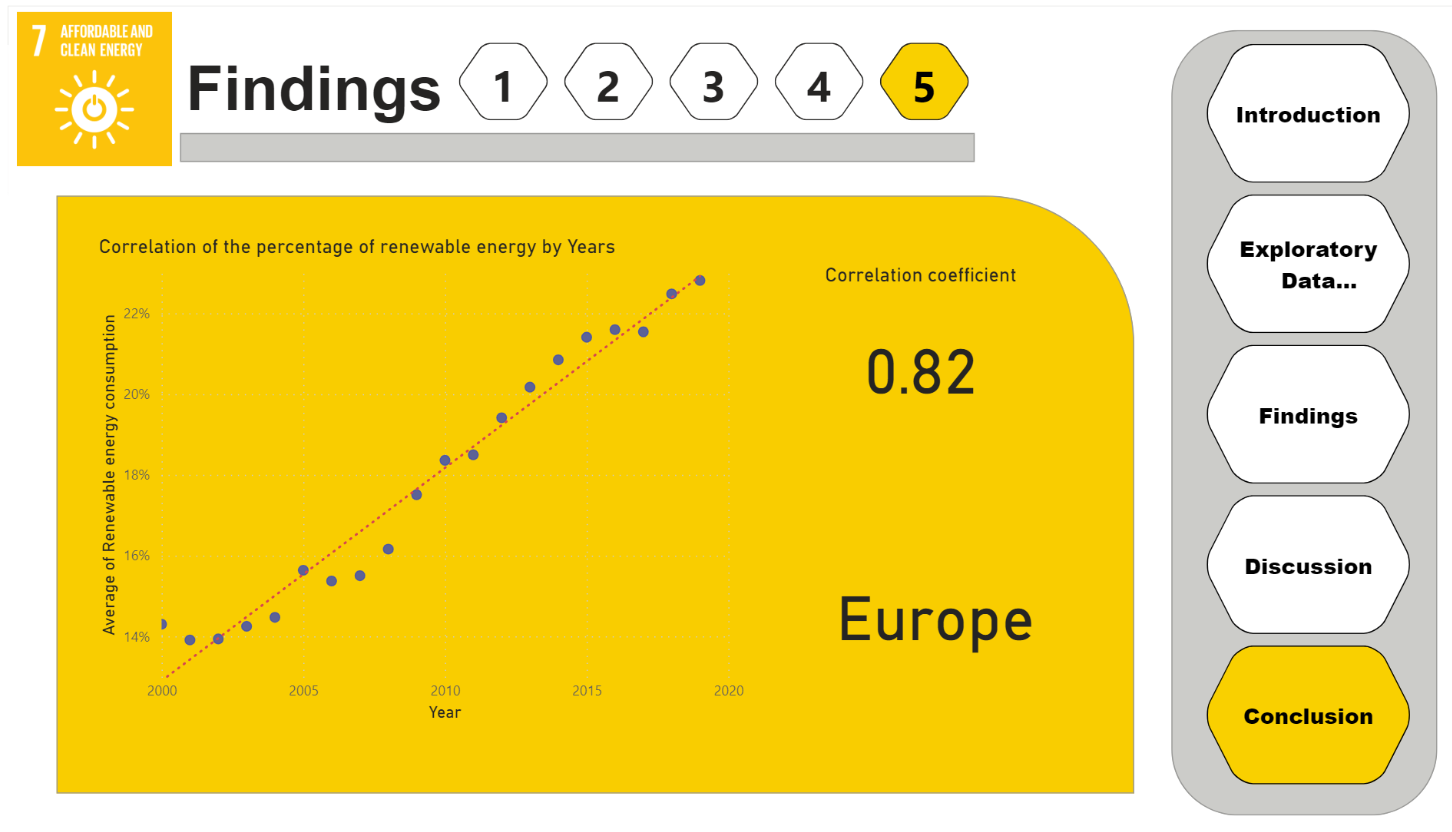 7 AFFORDABLE AND
CLEAN ENERGY
Findings
1
2
3
4
5
Correlation of the percentage of renewable energy by Years
Average of Renewable energy consumption
22%
20%
18%
16%
14%
2000
2005
2010
2015
2020
Year
Correlation coefficient
0.82
Europe
Introduction
Exploratory
Data...
Findings
Discussion
Conclusion